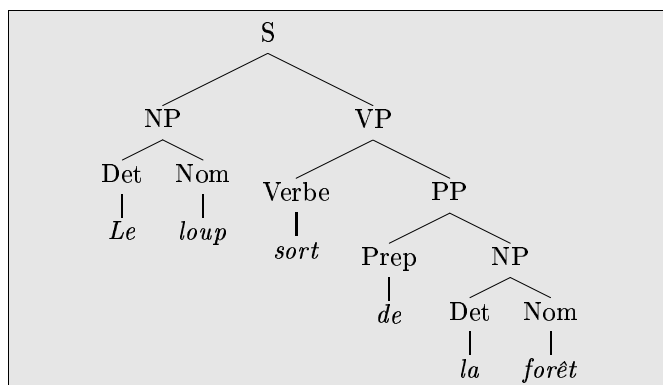 S
NP VP
Det Nom Verbe PP
Le loup sort Prep NP
de Det Nom
la forêt